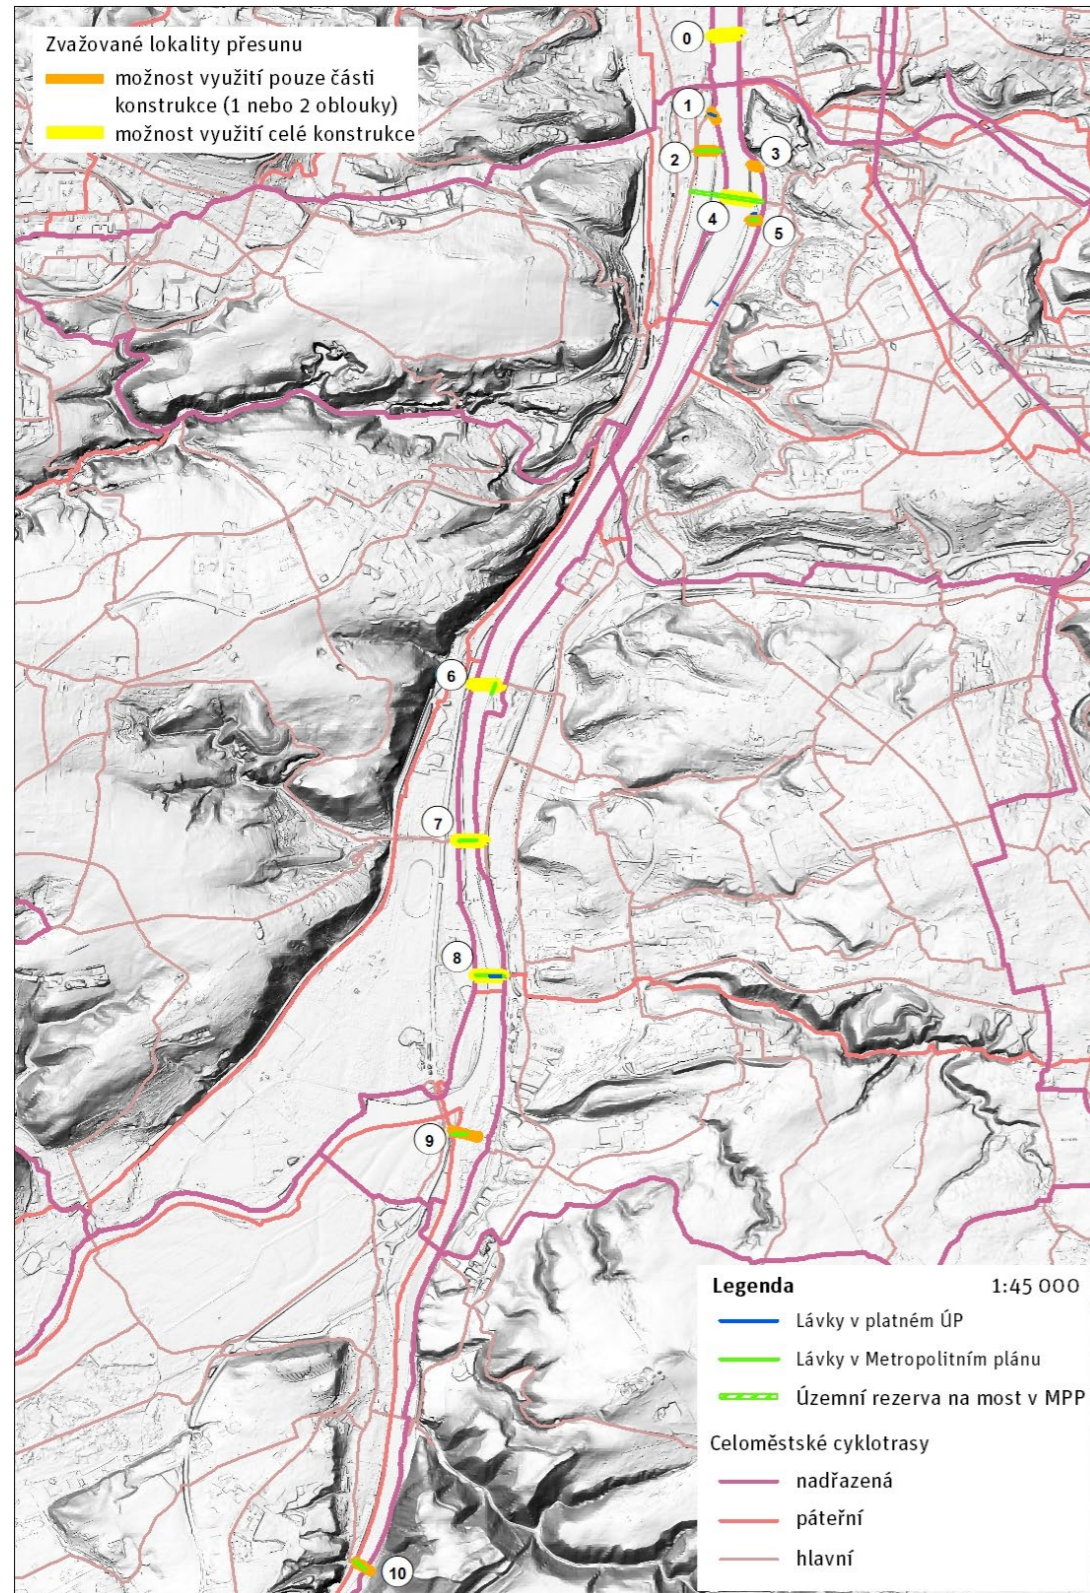 Zvažované lokality přesunu
možnost využití pouze části
konstrukce (1 nebo 2 oblouky)
možnost využití celé konstrukce
0
1
2
3
4
5
6
7
8
9
10
Legenda 1:45 000
Lávky v platném ÚP
Lávky v Metropolitním plánu
Územní rezerva na most v MPP
Celoměstské cyklotrasy
nadřazená
páteřní
hlavní